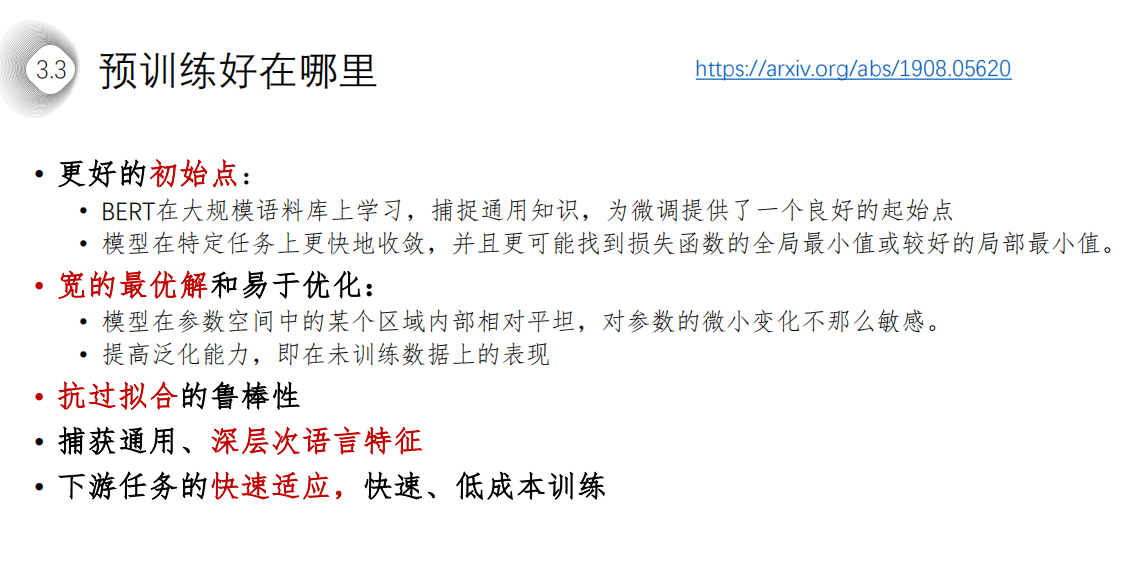 3.3
预训练好在哪里
https://arxiv.org/abs/1908.05620
• 更好的初始点：
• BERT在大规模语料库上学习，捕捉通用知识，为微调提供了一个良好的起始点
• 模型在特定任务上更快地收敛，并且更可能找到损失函数的全局最小值或较好的局部最小值。
• 宽的最优解和易于优化：
• 模型在参数空间中的某个区域内部相对平坦，对参数的微小变化不那么敏感。
• 提高泛化能力，即在未训练数据上的表现
• 抗过拟合的鲁棒性
• 捕获通用、深层次语言特征
• 下游任务的快速适应，快速、低成本训练